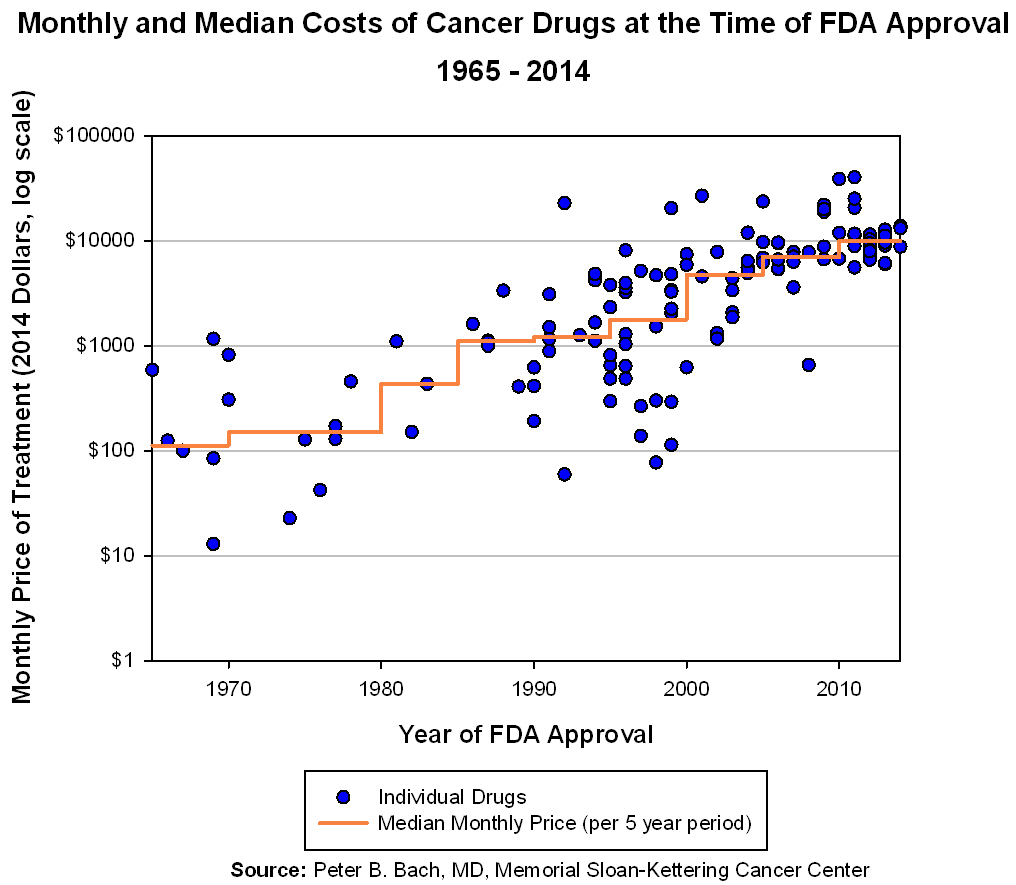 Monthly and Median Costs of Cancer Drugs at the Time of FDA Approval
1965 - 2014
Monthly Price of Treatment (2014 Dollars, log scale)
$100000
$10000
$1000
$100
$10
$1
1970
1980
1990
2000
2010
Year of FDA Approval
Individual Drugs
Median Monthly Price (per 5 year period)
Source: Peter B. Bach, MD, Memorial Sloan-Kettering Cancer Center